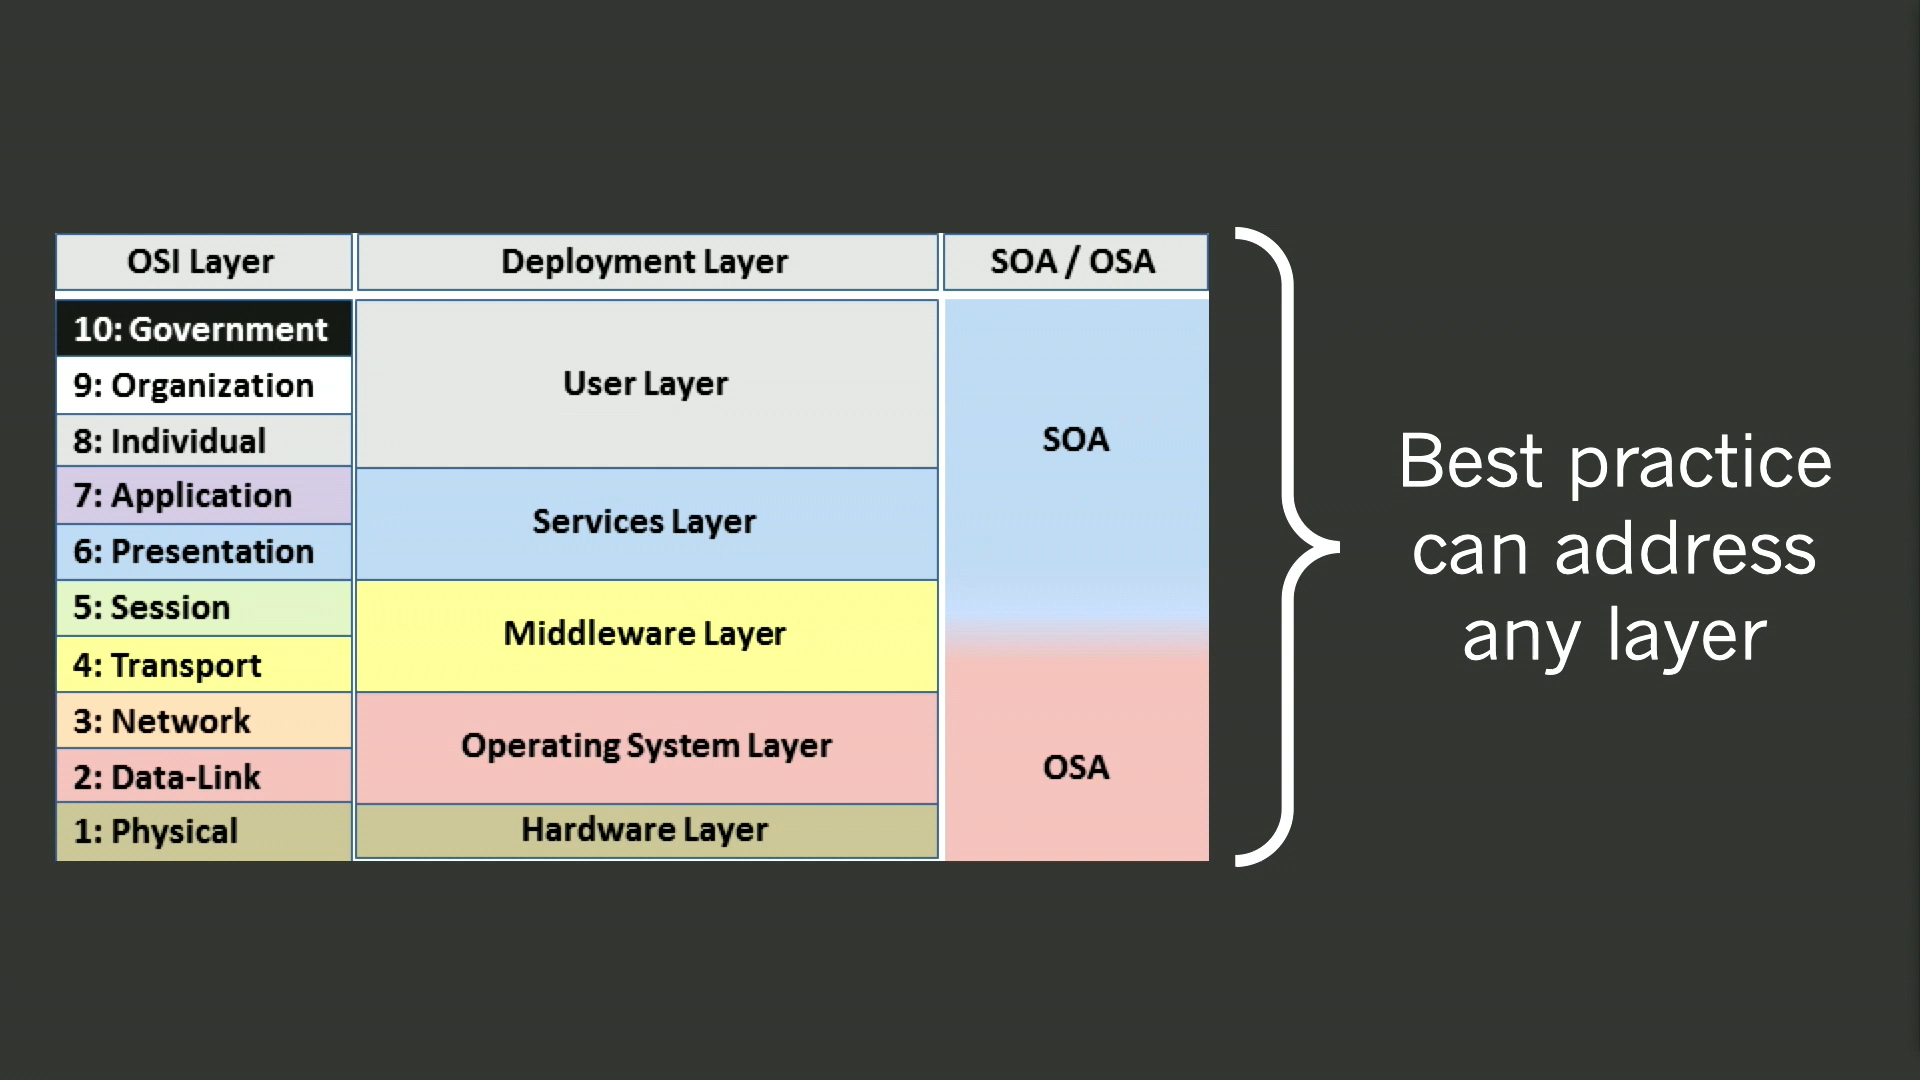 OSI Layer
Deployment Layer
SOA / OSA
10: Government
9: Organization
8: Individual
7: Application
6: Presentation
5: Session
4: Transport
3: Network
2: Data-Link
1: Physical
User Layer
Services Layer
Middleware Layer
Operating System Layer
Hardware Layer
SOA
OSA
Best practice
can address
any layer